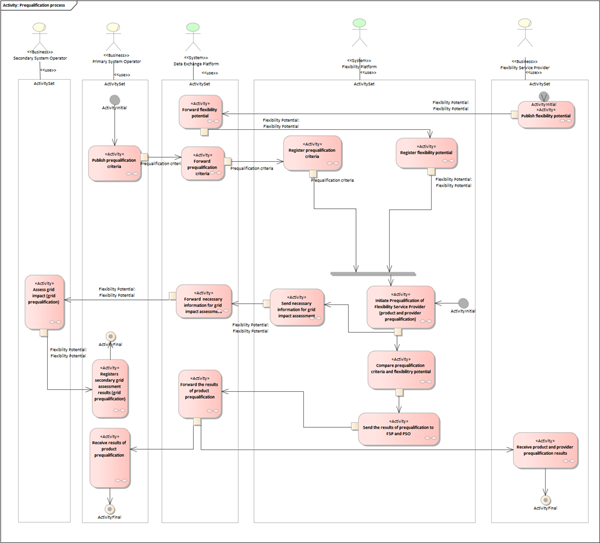 Activity: Prequalification process
<<Business>>
Secondary System Operator
<<use>>
<<Business>>
Primary System Operator
<<use>>
<<System>>
Data Exchange Platform
<<use>>
<<System>>
Flexibility Platform
<<use>>
<<Business>>
Flexibility Service Provider
<<use>>
ActivitySet
ActivitySet
ActivitySet
ActivitySet
ActivitySet
ActivityInitial
ActivityInitial
«Activity»
Forward flexibility
potential
Flexibility Potential:
Flexibility Potential
«Activity»
Publish flexibility potential
Flexibility Potential:
Flexibility Potential
«Activity»
Publish prequalification
criteria
Prequalification criteria
«Activity»
Forward
prequalification
criteria
Prequalification criteria
«Activity»
Register prequalification
criteria
Prequalification criteria
«Activity»
Register flexibility potential
Flexibility Potential:
Flexibility Potential
«Activity»
Assess grid
impact (grid
prequalification)
Flexibility Potential:
Flexibility Potential
«Activity»
Forward necessary
information for grid
impact assessmen...
«Activity»
Send necessary
information for grid
impact assessment
Flexibility Potential:
Flexibility Potential
«Activity»
Initiate Prequalification of
Flexibility Service Provider
(product and provider
prequalification)
ActivityInitial
Flexibility Potential:
Flexibility Potential
ActivityFinal
«Activity»
Registers
secondary grid
assessment
results (grid
prequalification)
«Activity»
Forward the results
of product
prequalification
«Activity»
Compare prequalification
criteria and flexibility potential
«Activity»
Send the results of prequalification to
FSP and PSO
«Activity»
Receive results of
product
prequalification
«Activity»
Receive product and provider
prequalification results
ActivityFinal
ActivityFinal